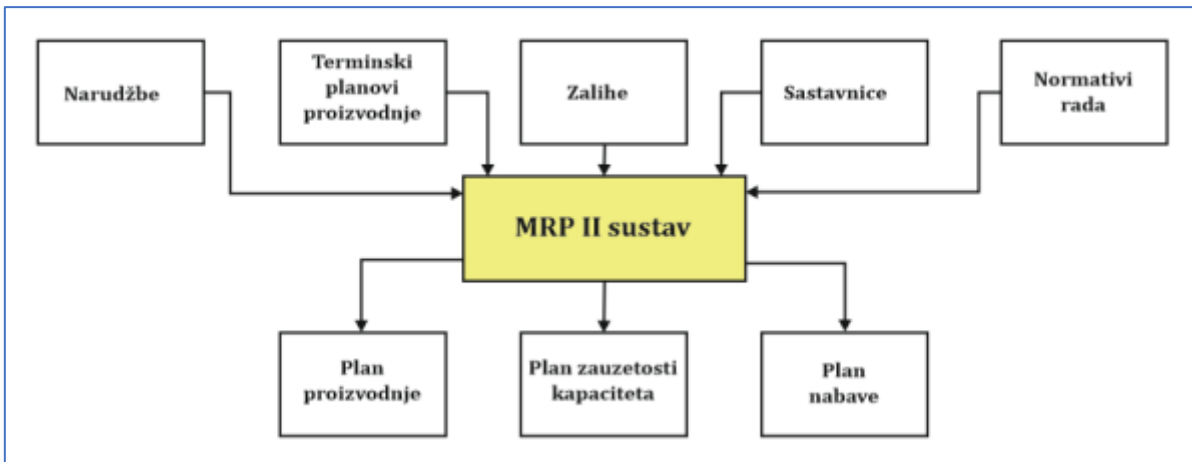 Narudžbe
Terminski
planovi
proizvodnje
Zalihe
Sastavnice
Normativi
rada
MRP II sustav
Plan
proizvodnje
Plan zauzetosti
kapaciteta
Plan
nabave